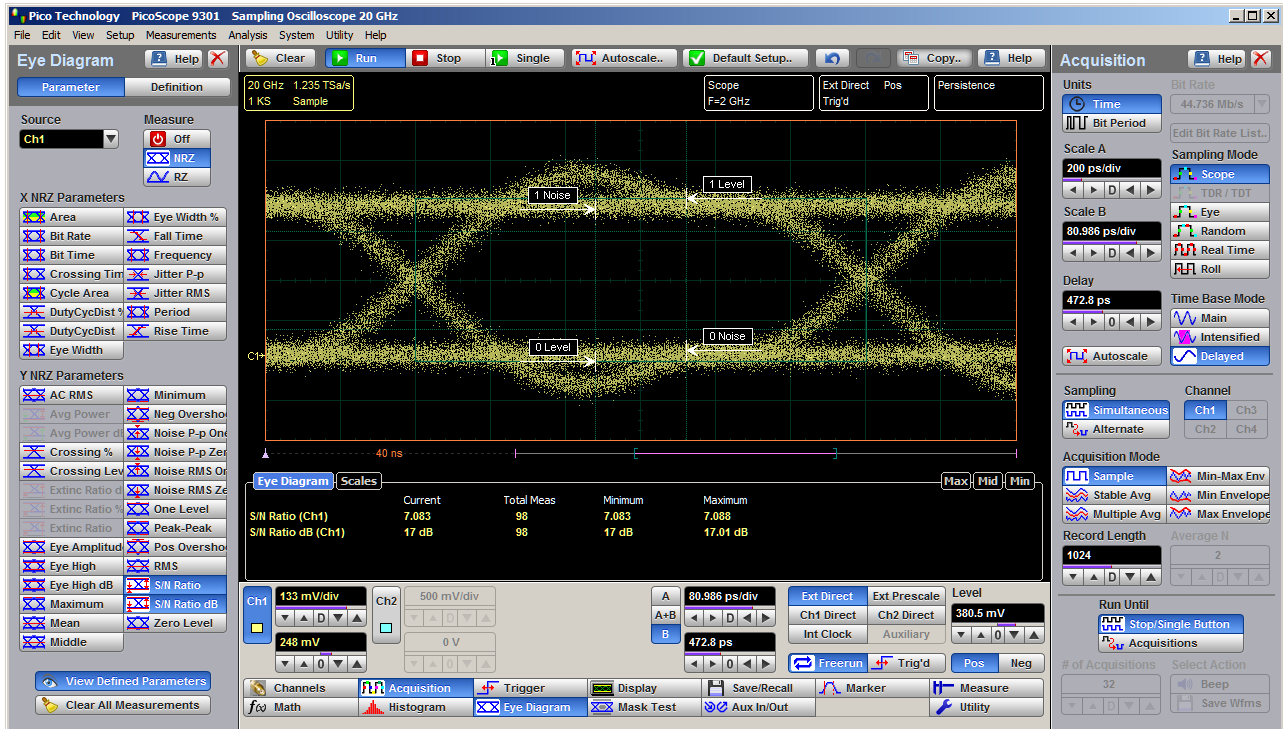 Pico Technology PicoScope 9301 Sampling Oscilloscope 20 GHz
File Edit View Setup Measurements Analysis System Utility Help
Eye Diagram
Help
Parameter Definition
Source Measure
Ch1
Off
NRZ
RZ
X NRZ Parameters
Area Eye Width %
Bit Rate Fall Time
Bit Time Frequency
Crossing Tim Jitter P-p
Cycle Area Jitter RMS
DutyCycDist % Period
DutyCycDist Rise Time
Eye Width
Y NRZ Parameters
AC RMS Minimum
Avg Power Neg Oversho
Avg Power dB Noise P-p One
Crossing % Noise P-p Zer
Crossing Lev Noise RMS On
Extinc Ratio d Noise RMS Ze
Extinc Ratio % One Level
Extinc Ratio Peak-Peak
Eye Amplitud Pos Oversho
Eye High RMS
Eye High dB S/N Ratio
Maximum S/N Ratio dB
Mean Zero Level
Middle
View Defined Parameters
Clear All Measurements
Clear Run Stop Single Autoscale.. Default Setup.. Copy.. Help
20 GHz 1.235 TSa/s
1 KS Sample
Scope
F=2 GHz
Ext Direct Pos
Trig'd
Persistence
1 Noise
1 Level
0 Level
0 Noise
C1
40 ns
Eye Diagram Scales Max Mid Min
Current Total Meas Minimum Maximum
S/N Ratio (Ch1) 7.083 98 7.083 7.088
S/N Ratio dB (Ch1) 17 dB 98 17 dB 17.01 dB
Ch1
133 mV/div
D
248 mV
0
Ch2
500 mV/div
D
0 V
0
A
A+B
B
80.986 ps/div
D
472.8 ps
0
Ext Direct Ext Prescale
Ch1 Direct Ch2 Direct
Int Clock Auxiliary
Freerun Trig'd
Level
380.5 mV
0
Pos Neg
Channels Acquisition Trigger Display Save/Recall Marker Measure
f(x) Math Histogram Eye Diagram Mask Test Aux In/Out Utility
Acquisition
Help
Units Bit Rate
Time
Bit Period
44.736 Mb/s
Edit Bit Rate List..
Scale A
200 ps/div
D
Scale B
80.986 ps/div
D
Delay
472.8 ps
0
Autoscale
Sampling Mode
Scope
TDR / TDT
Eye
Random
Real Time
Roll
Time Base Mode
Main
Intensified
Delayed
Sampling Channel
Simultaneous Ch1 Ch3
Alternate Ch2 Ch4
Acquisition Mode
Sample Min-Max Env
Stable Avg Min Envelope
Multiple Avg Max Envelope
Record Length Average N
1024 2
D D
Run Until
Stop/Single Button
Acquisitions
# of Acquisitions Select Action
32 Beep
D Save Wfms